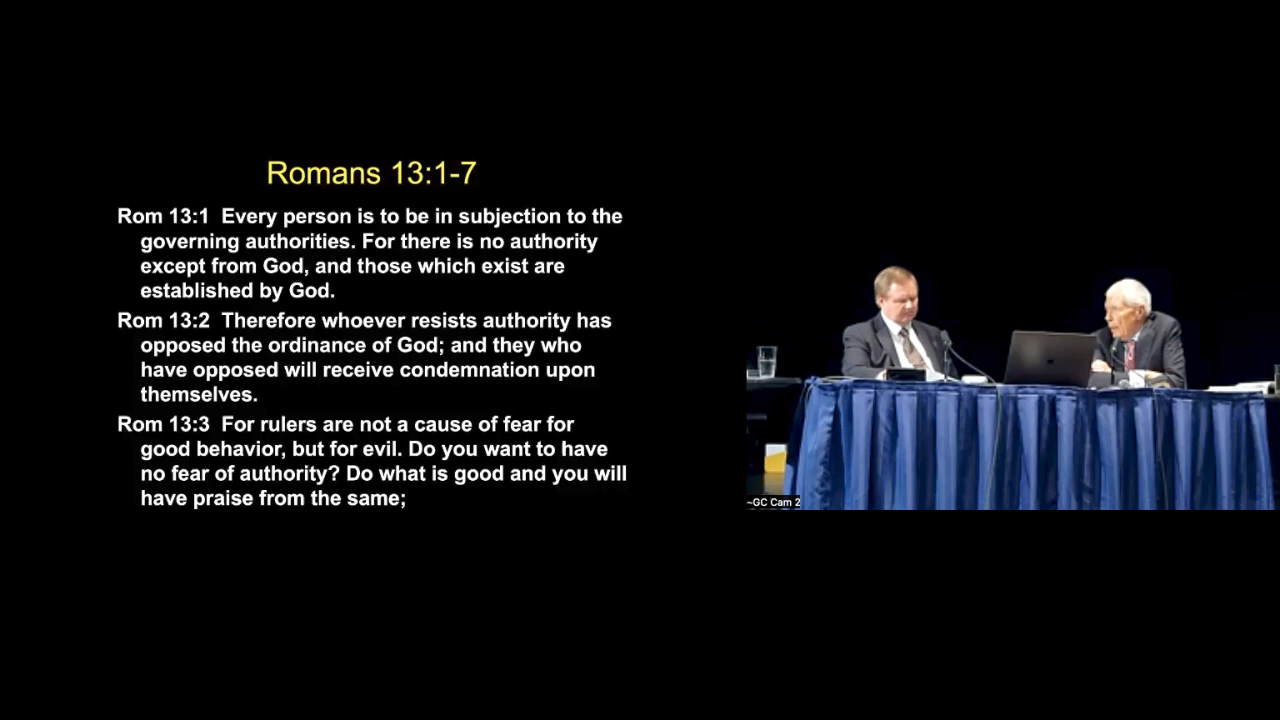 Romans 13:1-7
Rom 13:1 Every person is to be in subjection to the
governing authorities. For there is no authority
except from God, and those which exist are
established by God.
Rom 13:2 Therefore whoever resists authority has
opposed the ordinance of God; and they who
have opposed will receive condemnation upon
themselves.
Rom 13:3 For rulers are not a cause of fear for
good behavior, but for evil. Do you want to have
no fear of authority? Do what is good and you will
have praise from the same;
~GC Cam 2